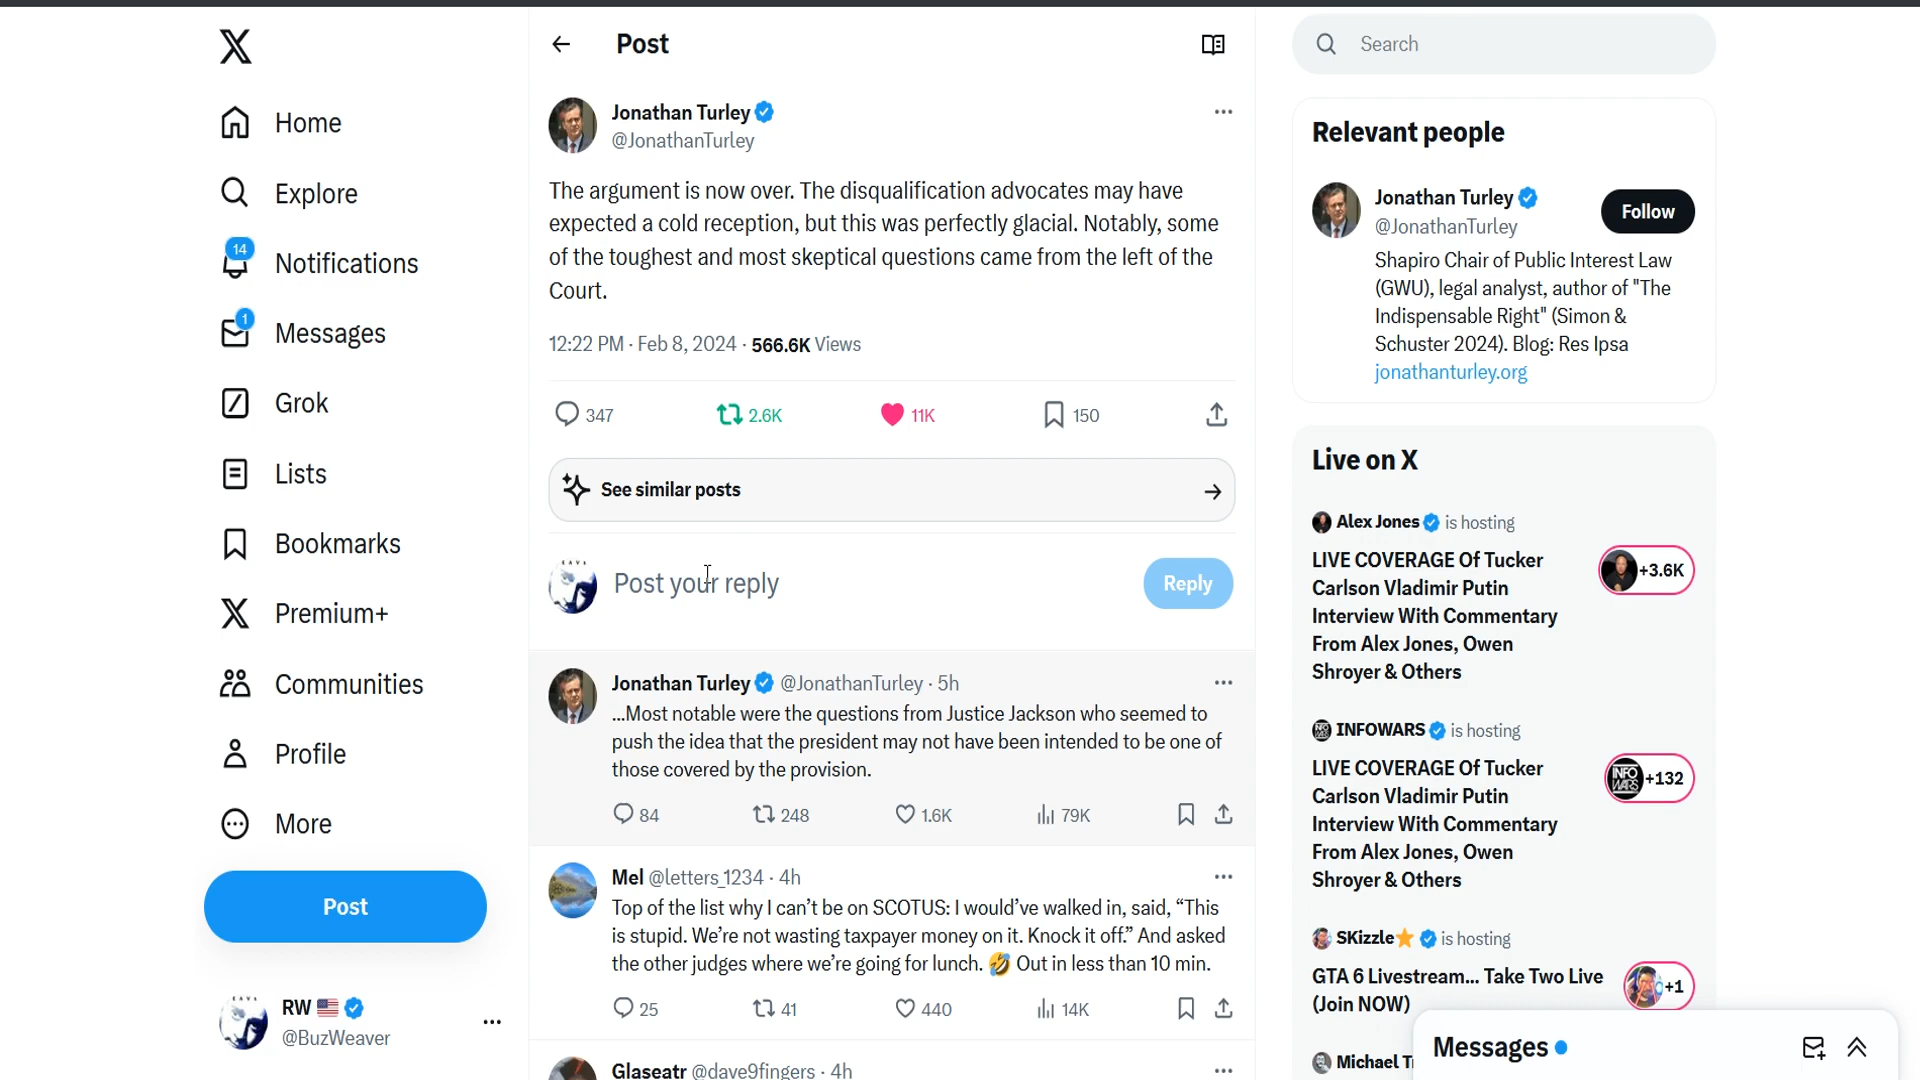 Home
Explore
14
Notifications
1
Messages
Grok
Lists
Bookmarks
Premium+
Communities
Profile
More
Post
RW 🇺🇸
@BuzWeaver
Post
Jonathan Turley
@JonathanTurley
The argument is now over. The disqualification advocates may have
expected a cold reception, but this was perfectly glacial. Notably, some
of the toughest and most skeptical questions came from the left of the
Court.
12:22 PM · Feb 8, 2024 · 566.6K Views
347 2.6K 11K 150
See similar posts
Post your reply
Reply
Jonathan Turley @JonathanTurley · 5h
...Most notable were the questions from Justice Jackson who seemed to
push the idea that the president may not have been intended to be one of
those covered by the provision.
84 248 1.6K 79K
Mel @letters_1234 · 4h
Top of the list why I can’t be on SCOTUS: I would’ve walked in, said, “This
is stupid. We’re not wasting taxpayer money on it. Knock it off.” And asked
the other judges where we’re going for lunch. 🤣 Out in less than 10 min.
25 41 440 14K
Glaseatr @dave9fingers · 4h
Search
Relevant people
Jonathan Turley
@JonathanTurley
Follow
Shapiro Chair of Public Interest Law
(GWU), legal analyst, author of "The
Indispensable Right" (Simon &
Schuster 2024). Blog: Res Ipsa
jonathanturley.org
Live on X
Alex Jones is hosting
LIVE COVERAGE Of Tucker
Carlson Vladimir Putin
Interview With Commentary
From Alex Jones, Owen
Shroyer & Others
+3.6K
INFOWARS is hosting
LIVE COVERAGE Of Tucker
Carlson Vladimir Putin
Interview With Commentary
From Alex Jones, Owen
Shroyer & Others
INFO
WARS
+132
SKizzle⭐ is hosting
GTA 6 Livestream... Take Two Live
(Join NOW)
+1
Michael
Messages